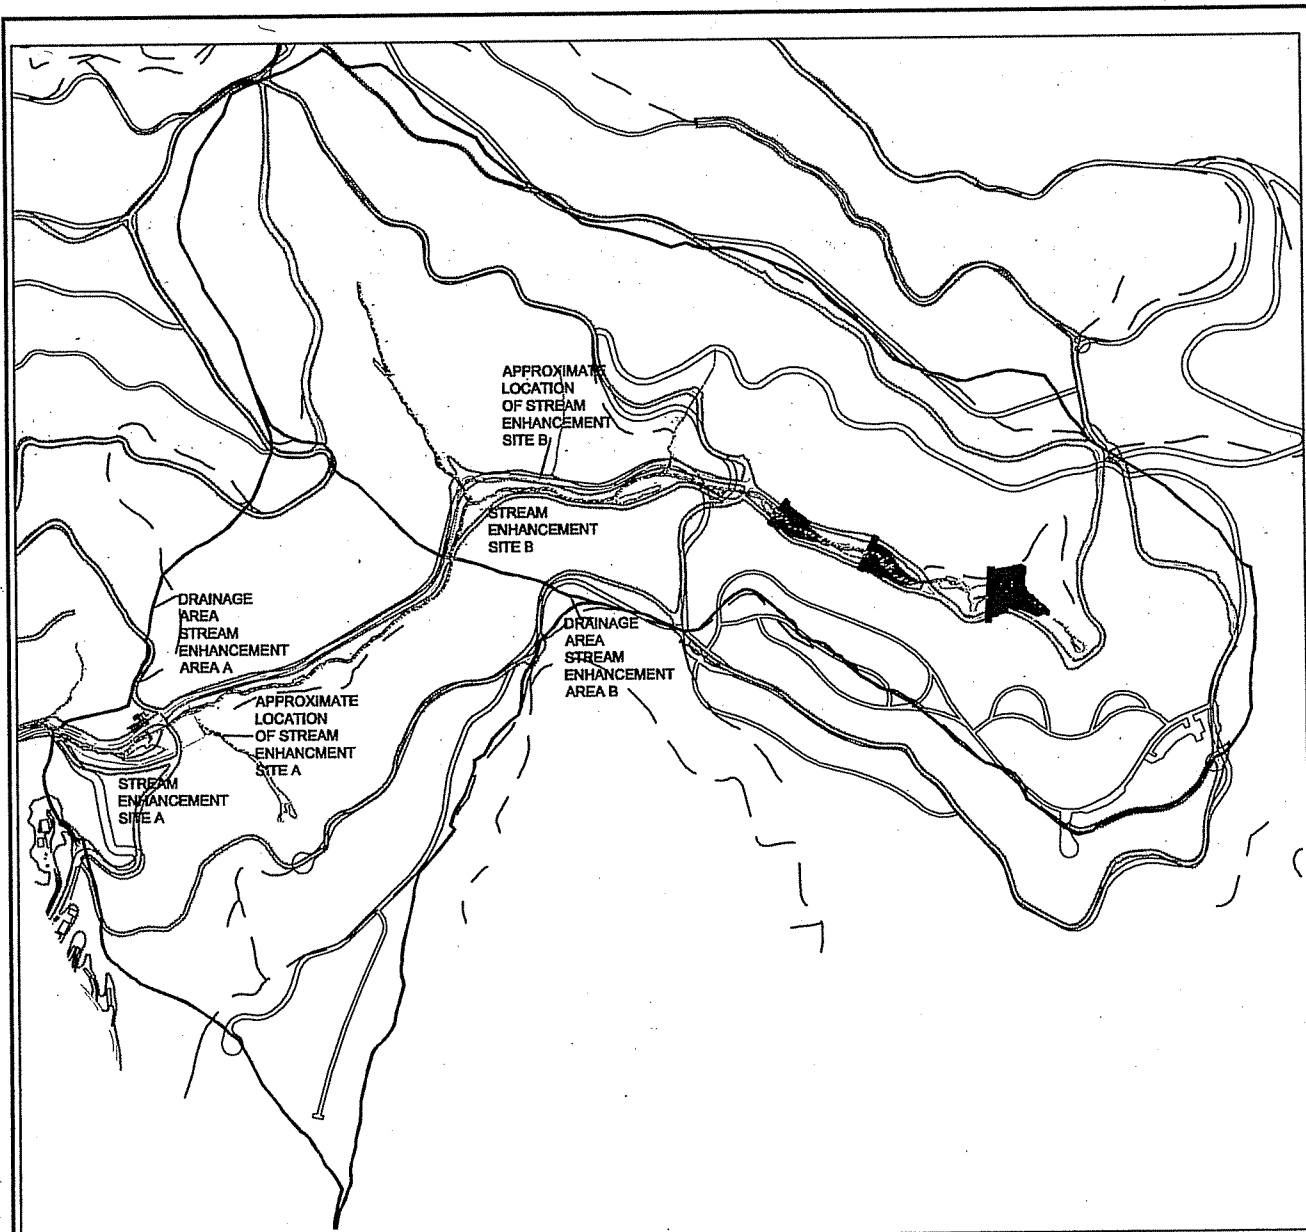 APPROXIMATE
LOCATION
OF STREAM
ENHANCEMENT
SITE B
STREAM
ENHANCEMENT
SITE B
DRAINAGE
AREA
STREAM
ENHANCEMENT
AREA A
DRAINAGE
AREA
STREAM
ENHANCEMENT
AREA B
APPROXIMATE
LOCATION
OF STREAM
ENHANCMENT
SITE A
STREAM
ENHANCEMENT
SITE A